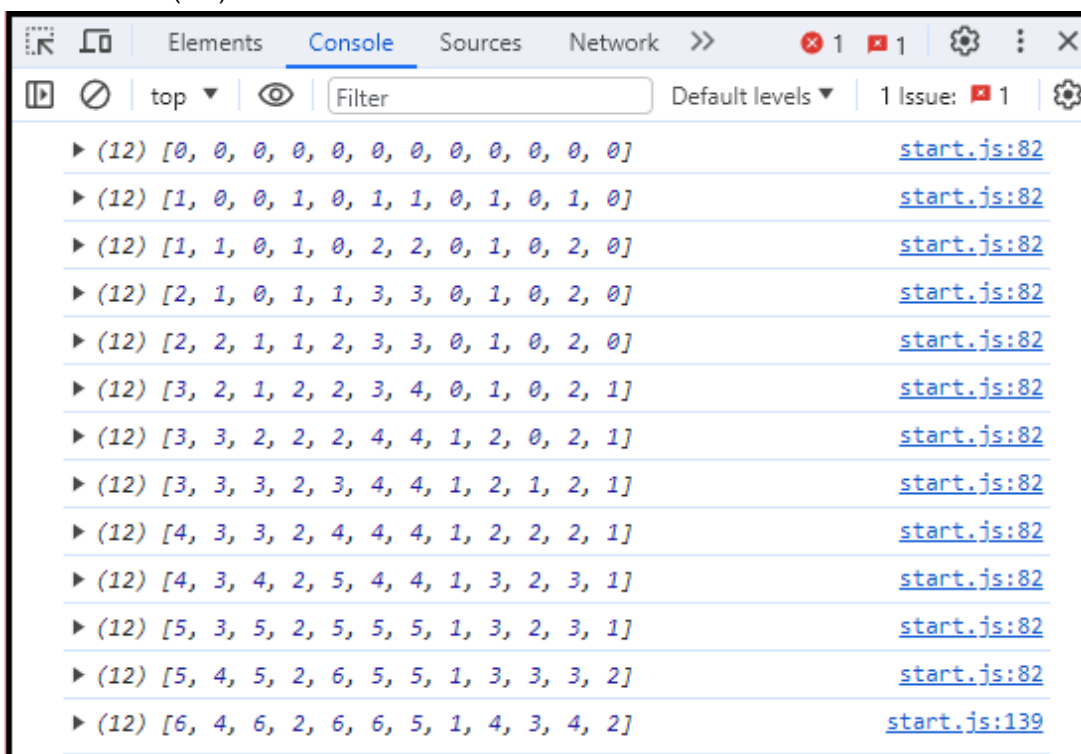 Elements Console Sources Network >> 1 1
top ▼ Filter Default levels ▼ 1 Issue: 1
▶ (12) [0, 0, 0, 0, 0, 0, 0, 0, 0, 0, 0, 0] start.js:82
▶ (12) [1, 0, 0, 1, 0, 1, 1, 0, 1, 0, 1, 0] start.js:82
▶ (12) [1, 1, 0, 1, 0, 2, 2, 0, 1, 0, 2, 0] start.js:82
▶ (12) [2, 1, 0, 1, 1, 3, 3, 0, 1, 0, 2, 0] start.js:82
▶ (12) [2, 2, 1, 1, 2, 3, 3, 0, 1, 0, 2, 0] start.js:82
▶ (12) [3, 2, 1, 2, 2, 3, 4, 0, 1, 0, 2, 1] start.js:82
▶ (12) [3, 3, 2, 2, 2, 4, 4, 1, 2, 0, 2, 1] start.js:82
▶ (12) [3, 3, 3, 2, 3, 4, 4, 1, 2, 1, 2, 1] start.js:82
▶ (12) [4, 3, 3, 2, 4, 4, 4, 1, 2, 2, 2, 1] start.js:82
▶ (12) [4, 3, 4, 2, 5, 4, 4, 1, 3, 2, 3, 1] start.js:82
▶ (12) [5, 3, 5, 2, 5, 5, 5, 1, 3, 2, 3, 1] start.js:82
▶ (12) [5, 4, 5, 2, 6, 5, 5, 1, 3, 3, 3, 2] start.js:82
▶ (12) [6, 4, 6, 2, 6, 6, 5, 1, 4, 3, 4, 2] start.js:139